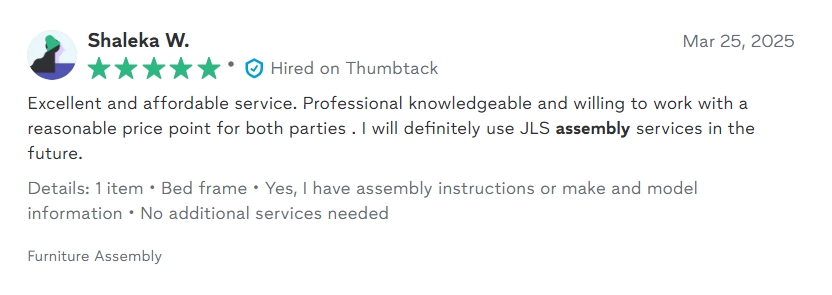 Shaleka W.
Mar 25, 2025
• Hired on Thumbtack
Excellent and affordable service. Professional knowledgeable and willing to work with a
reasonable price point for both parties . I will definitely use JLS assembly services in the
future.
Details: 1 item • Bed frame • Yes, I have assembly instructions or make and model
information • No additional services needed
Furniture Assembly